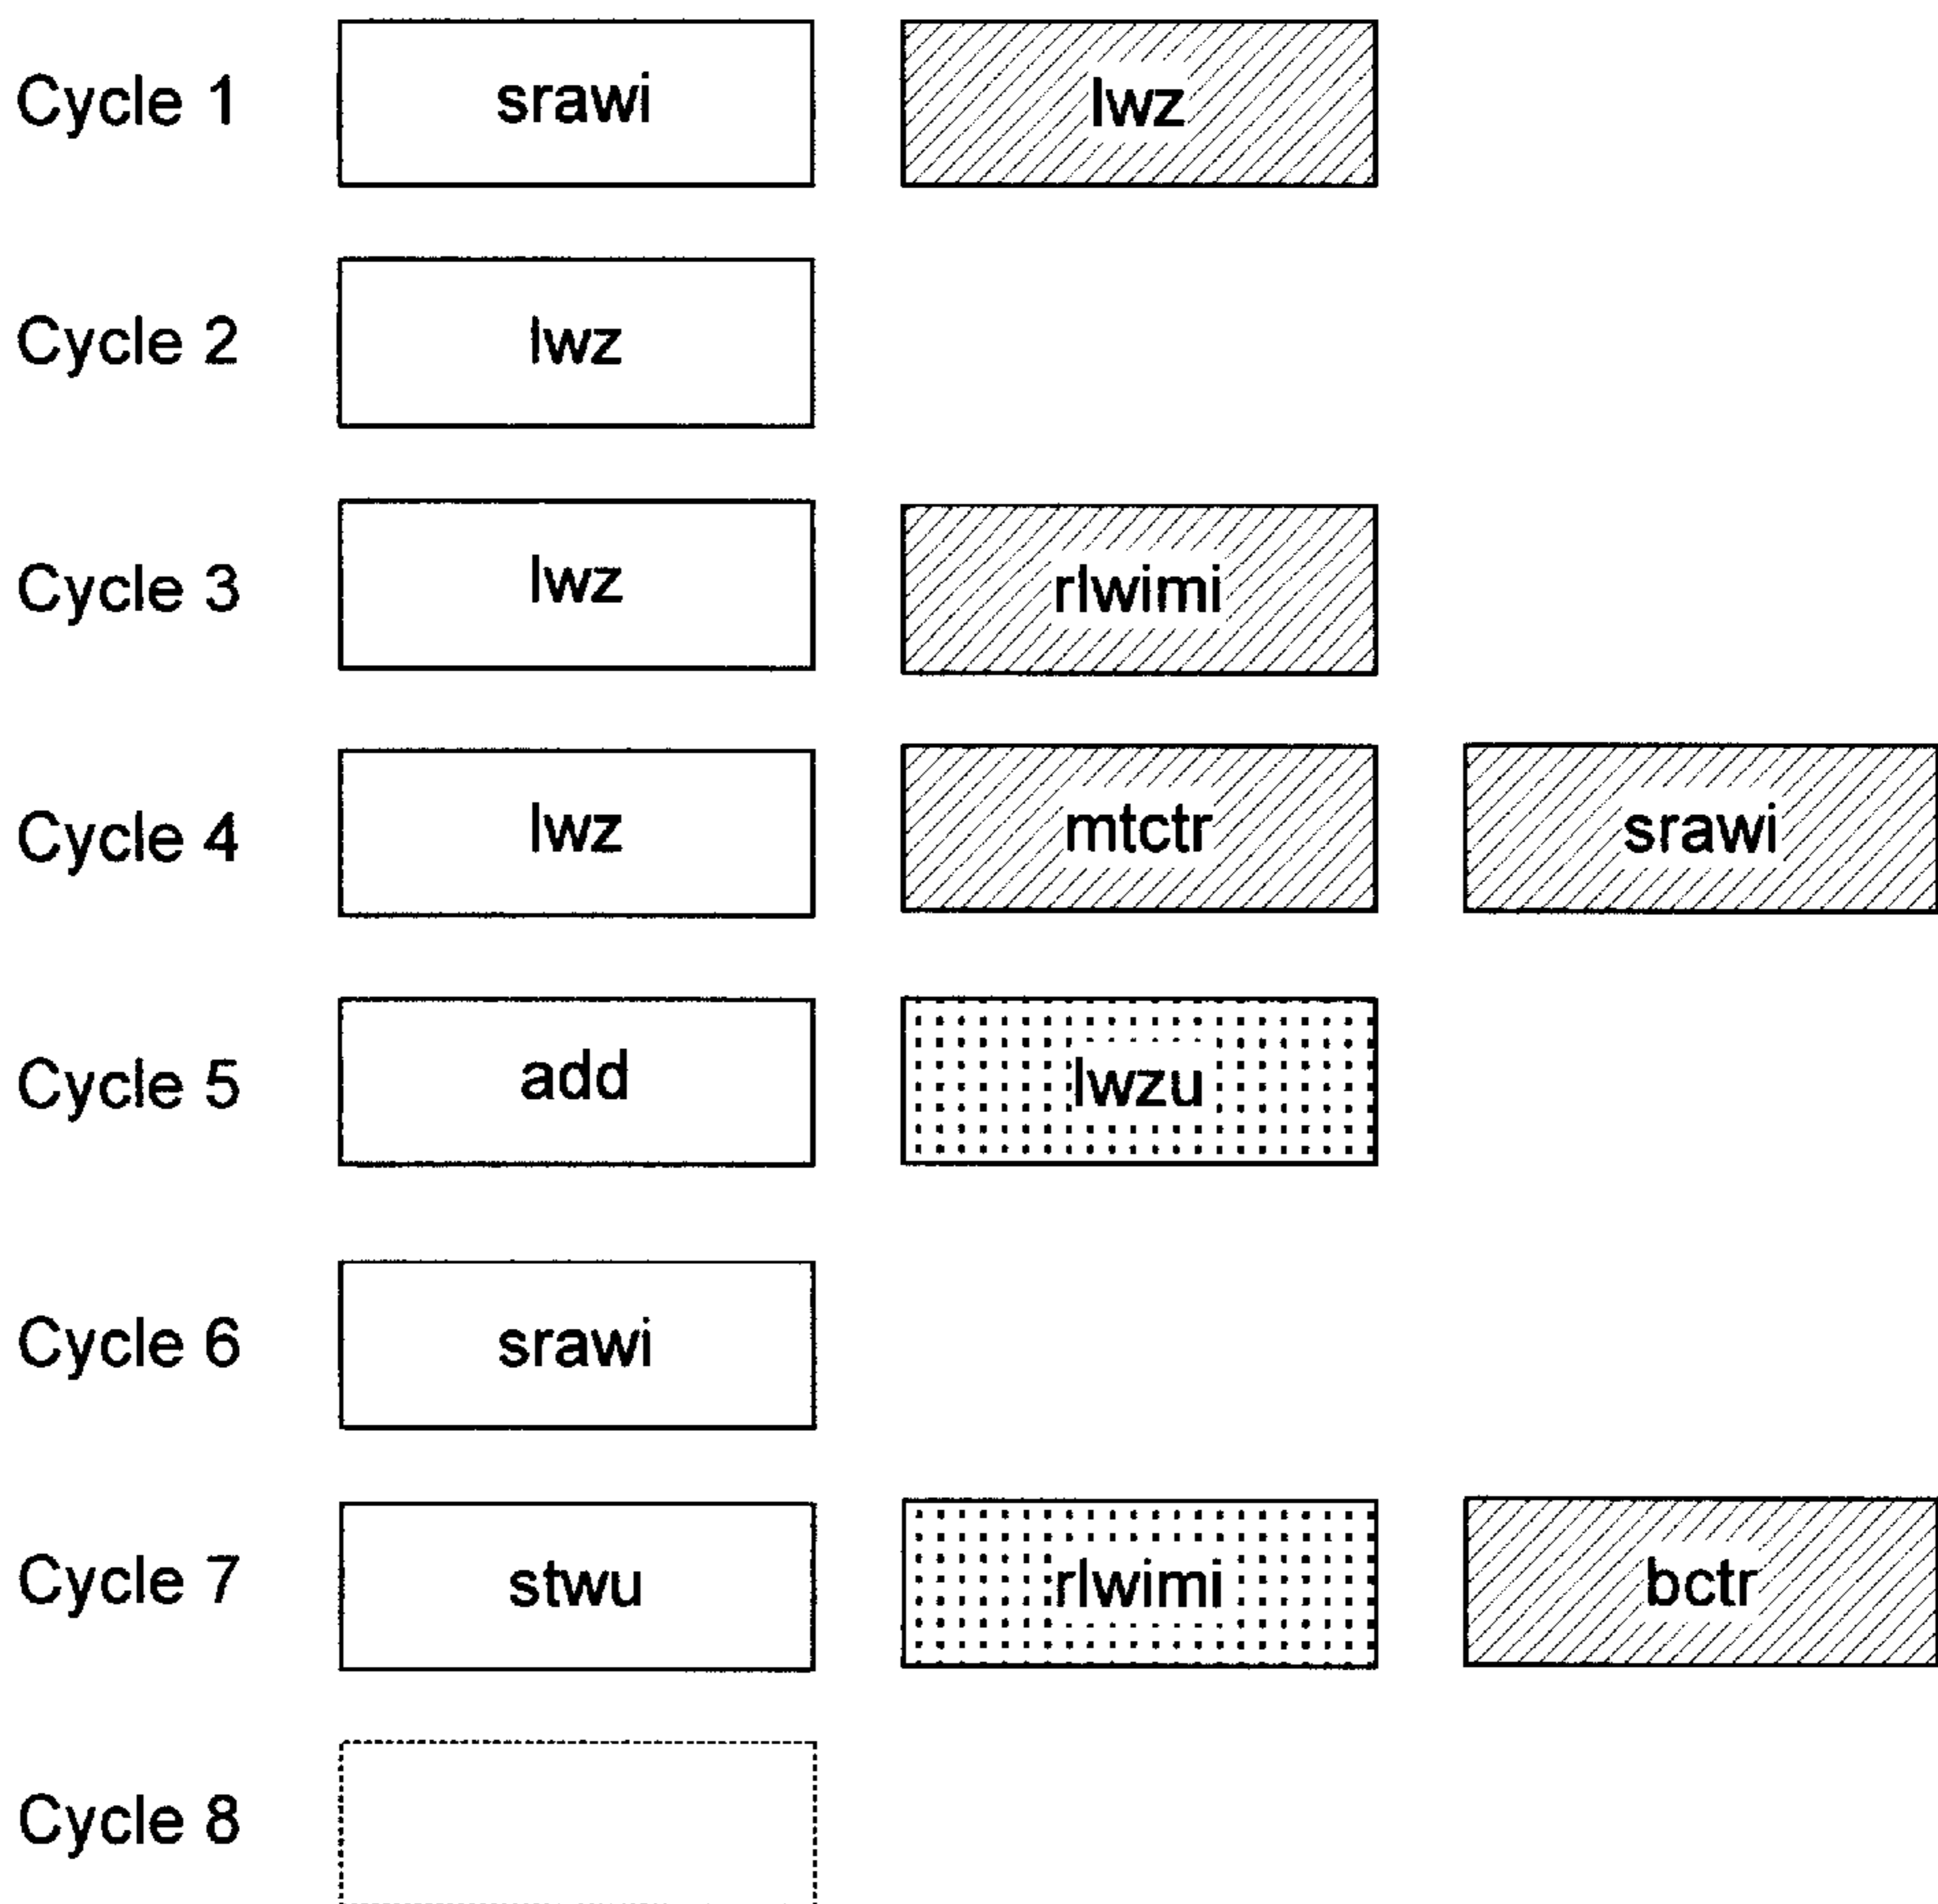 Cycle 1 srawi lwz
Cycle 2 lwz
Cycle 3 lwz rlwimi
Cycle 4 lwz mtctr srawi
Cycle 5 add lwzu
Cycle 6 srawi
Cycle 7 stwu rlwimi bctr
Cycle 8